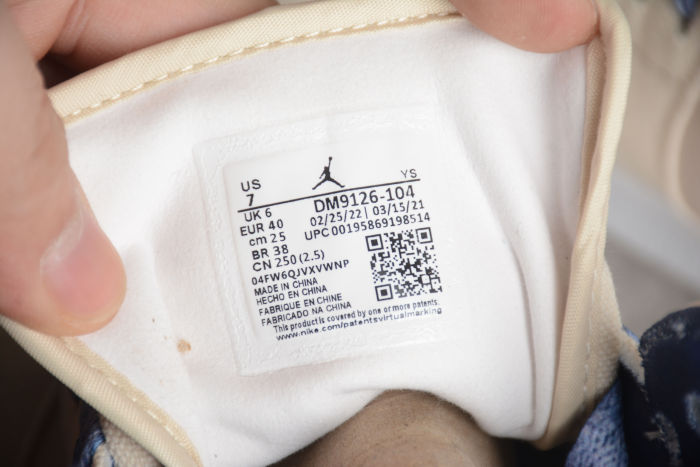 US
7
YS
UK 6
DM9126-104
EUR 40
02/25/22 | 03/15/21
cm 25
UPC 00195869198514
BR 38
CN 250 (2.5)
04FW6QJVXVWNP
MADE IN CHINA
HECHO EN CHINA
FABRIQUE EN CHINE
FABRICADO NA CHINA
This product is covered by one or more patents.
www.nike.com/patentsvirtualmarking